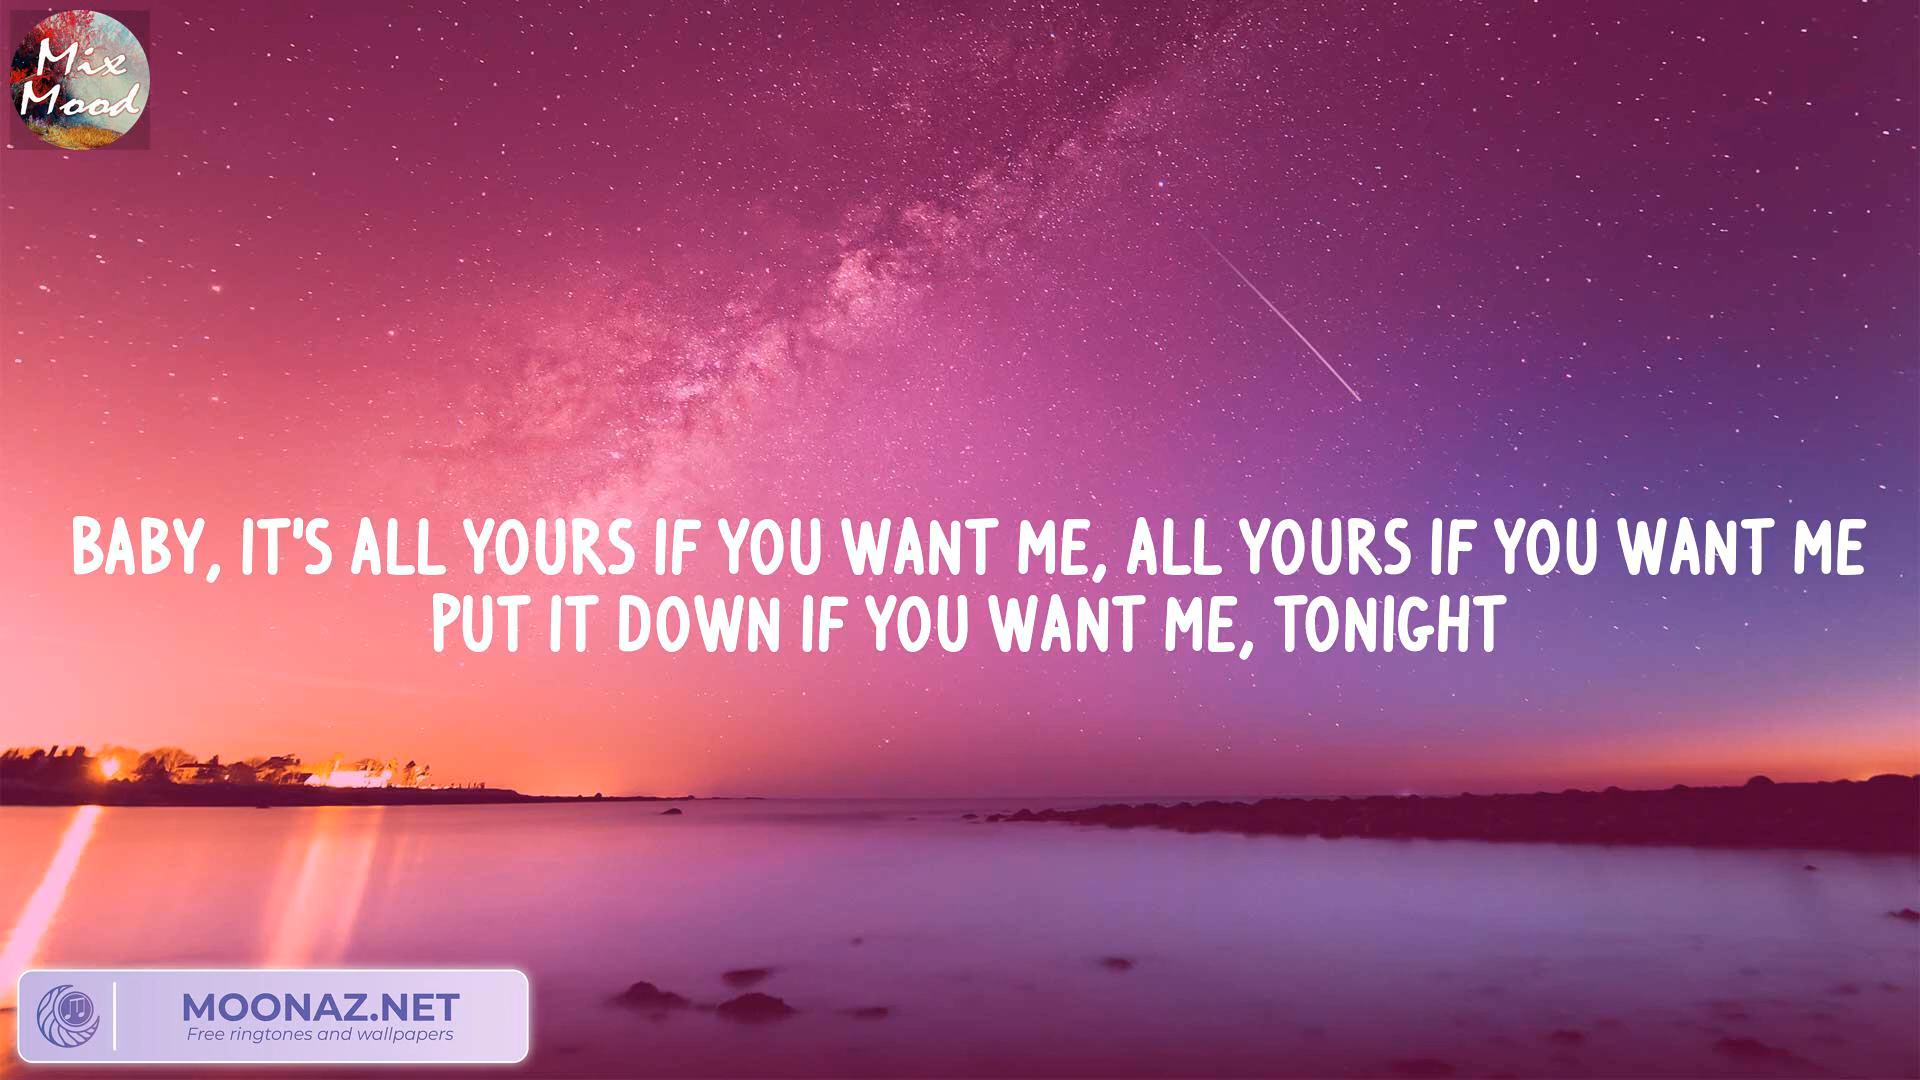 Mix
Mood
BABY, IT'S ALL YOURS IF YOU WANT ME, ALL YOURS IF YOU WANT ME
PUT IT DOWN IF YOU WANT ME, TONIGHT
MOONAZ.NET
Free ringtones and wallpapers